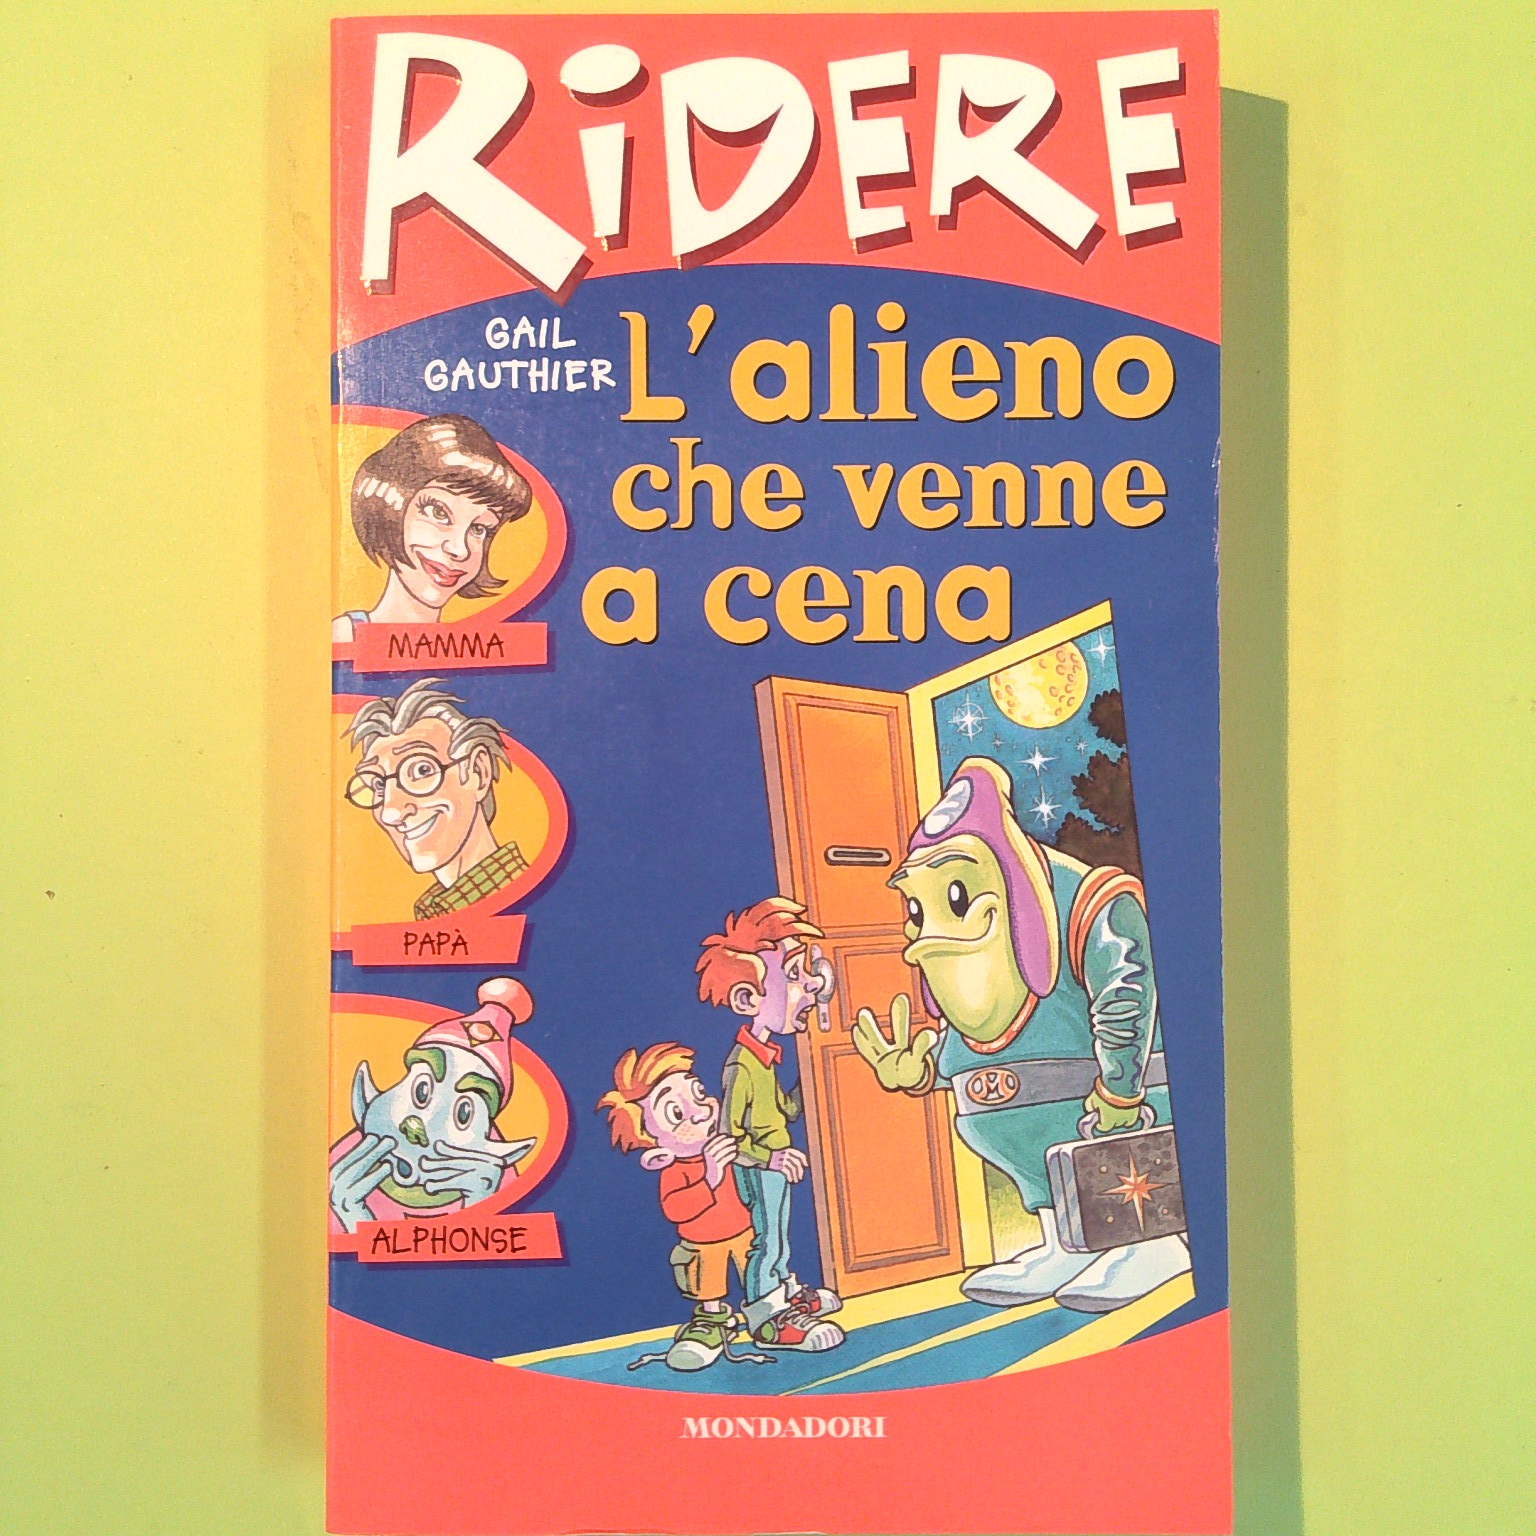 RiDERE
GAIL
GAUTHIER
L'alieno
che venne
a cena
MAMMA
PAPÀ
ALPHONSE
MONDADORI